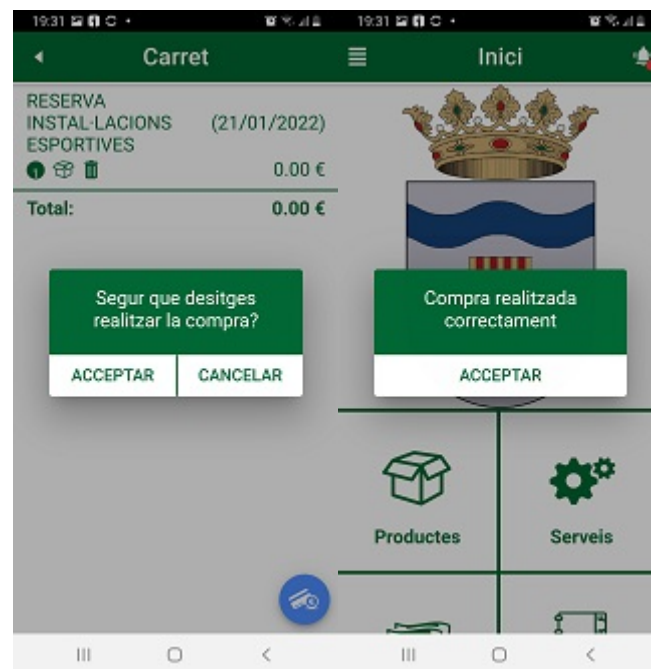 19:31
Carret
RESERVA
INSTAL·LACIONS (21/01/2022)
ESPORTIVES
0.00 €
Total: 0.00 €
Segur que desitges
realitzar la compra?
ACCEPTAR CANCELAR
19:31
Inici
Compra realitzada
correctament
ACCEPTAR
Productes Serveis